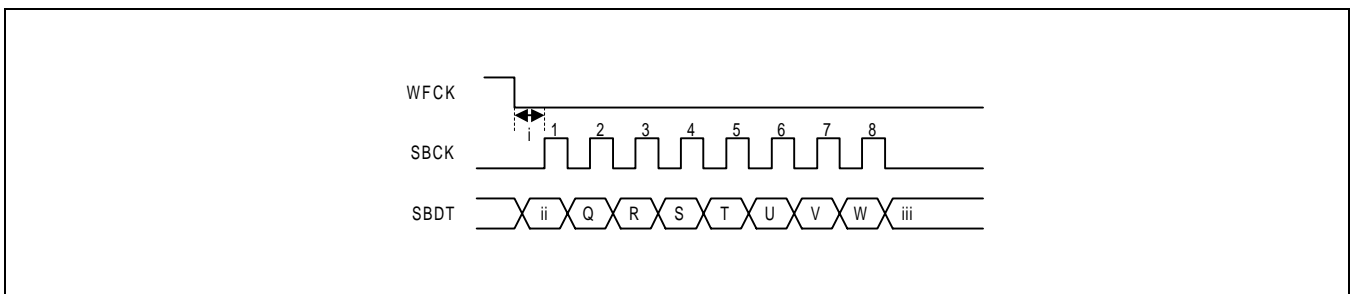 WFCK
i
1 2 3 4 5 6 7 8
SBCK
SBDT ii Q R S T U V W iii